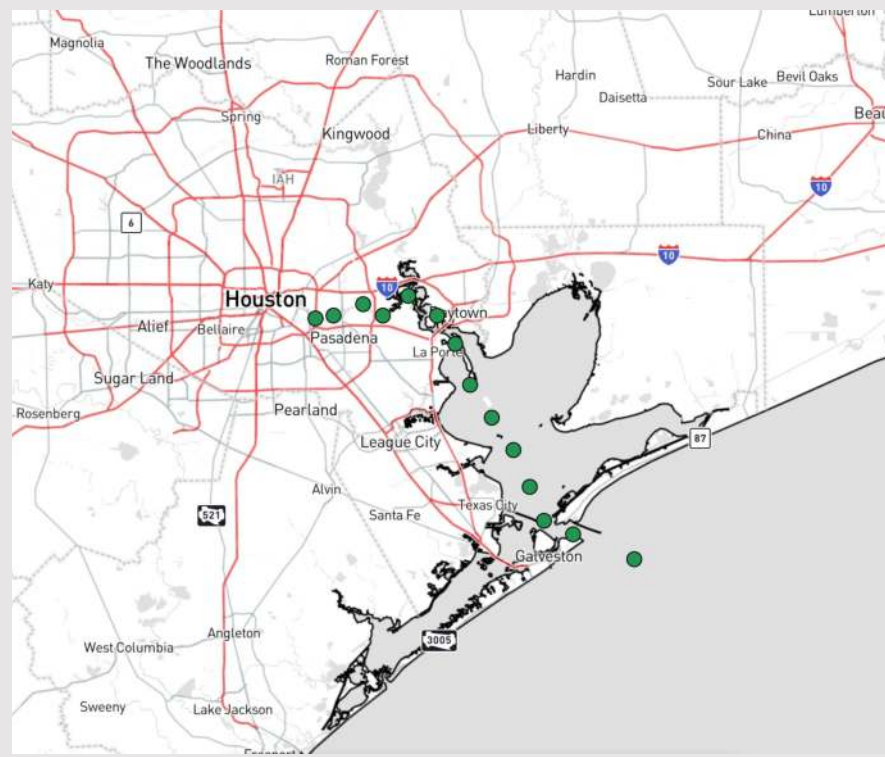 Lumberton
Magnolia
The Woodlands
Roman Forest
Hardin
Sour Lake
Bevil Oaks
Daisetta
Spring
Kingwood
Liberty
China
Beau
IAH
10
6
10
Katy
Houston
10
Atief
Bellaire
Pasadena
ytown
La Porte
Sugar Land
Rosenberg
Pearland
League City
87
Alvin
Texas City
521
Santa Fe
Galveston
Angleton
3005
West Columbia
Sweeny
Lake Jackson
Freeport